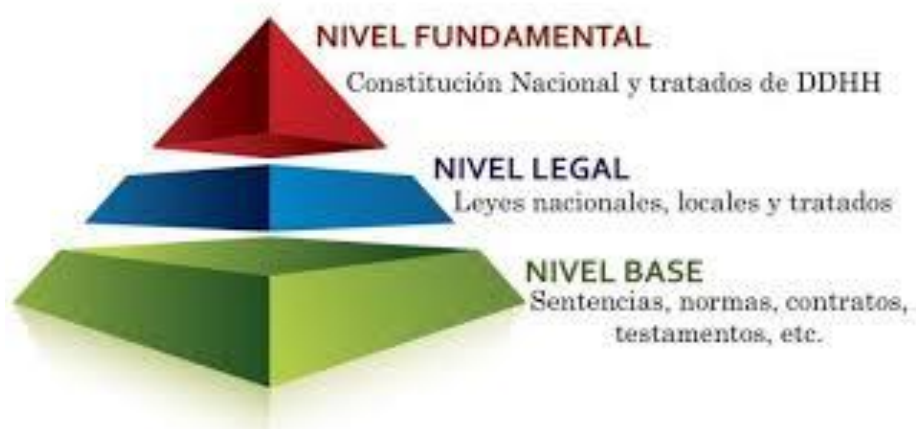 NIVEL FUNDAMENTAL
Constitución Nacional y tratados de DDHH
NIVEL LEGAL
Leyes nacionales, locales y tratados
NIVEL BASE
Sentencias, normas, contratos,
testamentos, etc.